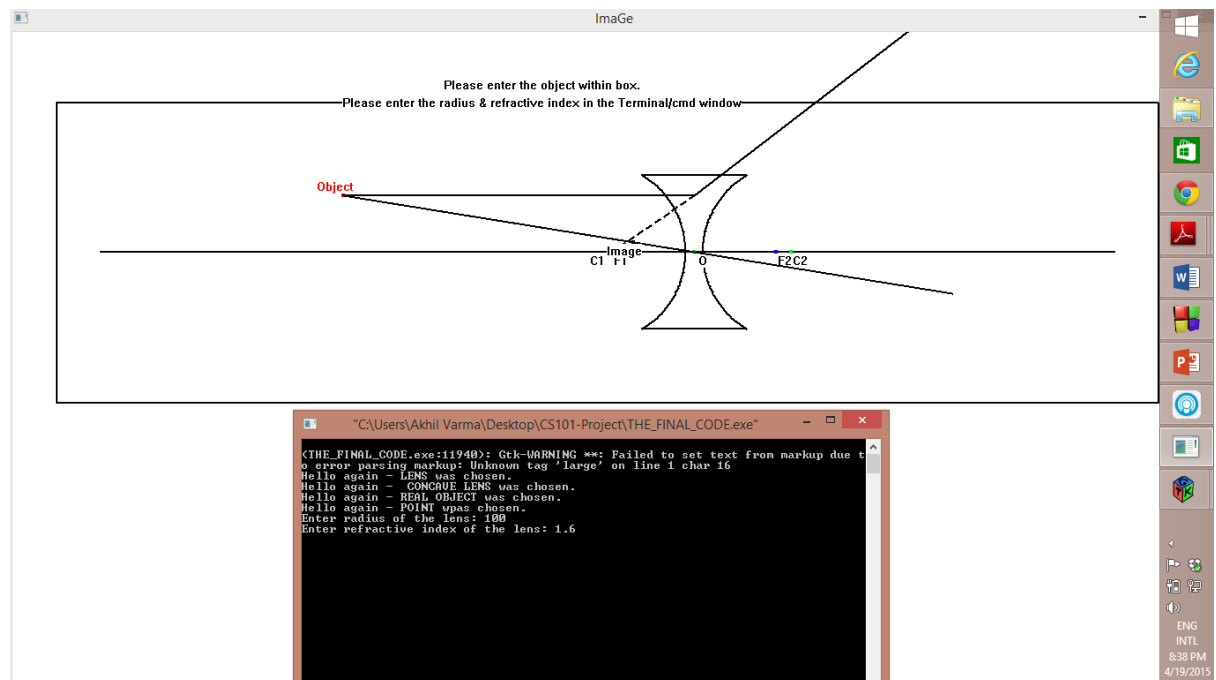 ImaGe
Please enter the object within box.
Please enter the radius & refractive index in the Terminal/cmd window
Object
Image
C1 F1 O F2 C2
"C:\Users\Akhil Varma\Desktop\CS101-Project\THE_FINAL_CODE.exe"
(THE_FINAL_CODE.exe:11940): Gtk-WARNING **: Failed to set text from markup due t
o error parsing markup: Unknown tag 'large' on line 1 char 16
Hello again - LENS was chosen.
Hello again -  CONCAVE LENS was chosen.
Hello again - REAL OBJECT was chosen.
Hello again - POINT wpas chosen.
Enter radius of the lens: 100
Enter refractive index of the lens: 1.6
ENG
INTL
8:38 PM
4/19/2015